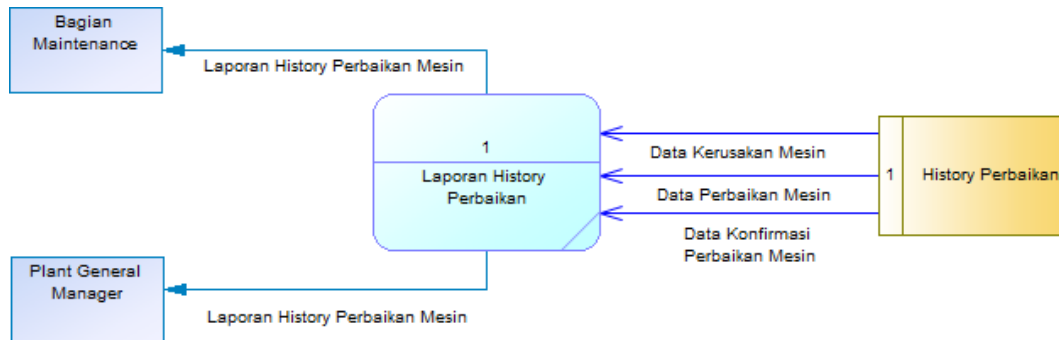 Bagian
Maintenance
Laporan History Perbaikan Mesin
1
Laporan History
Perbaikan
Data Kerusakan Mesin
Data Perbaikan Mesin
Data Konfirmasi
Perbaikan Mesin
1
History Perbaikan
Plant General
Manager
Laporan History Perbaikan Mesin